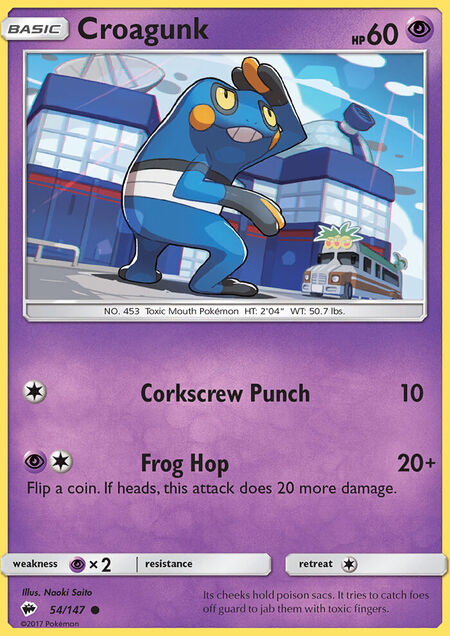 BASIC Croagunk HP60
NO. 453 Toxic Mouth Pokémon HT: 2'04" WT: 50.7 lbs.
Corkscrew Punch 10
Frog Hop 20+
Flip a coin. If heads, this attack does 20 more damage.
weakness ×2 resistance retreat
Illus. Naoki Saito
54/147
©2017 Pokémon
Its cheeks hold poison sacs. It tries to catch foes
off guard to jab them with toxic fingers.